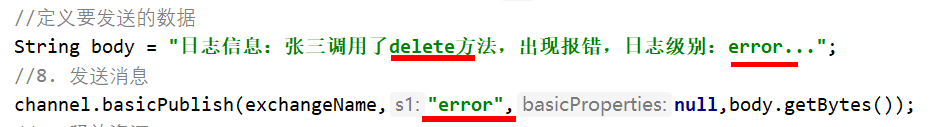 //定义要发送的数据
String body = "日志信息：张三调用了delete方法，出现报错，日志级别：error...";
//8. 发送消息
channel.basicPublish(exchangeName, s1: "error", basicProperties: null,body.getBytes());